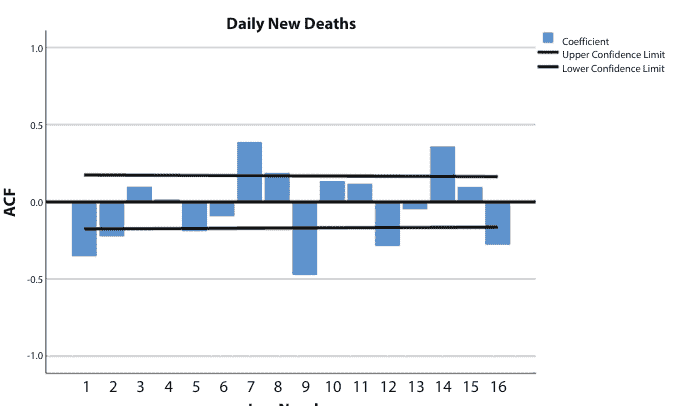 Daily New Deaths
Coefficient
Upper Confidence Limit
Lower Confidence Limit
ACF
1.0
0.5
0.0
-0.5
-1.0
1 2 3 4 5 6 7 8 9 10 11 12 13 14 15 16